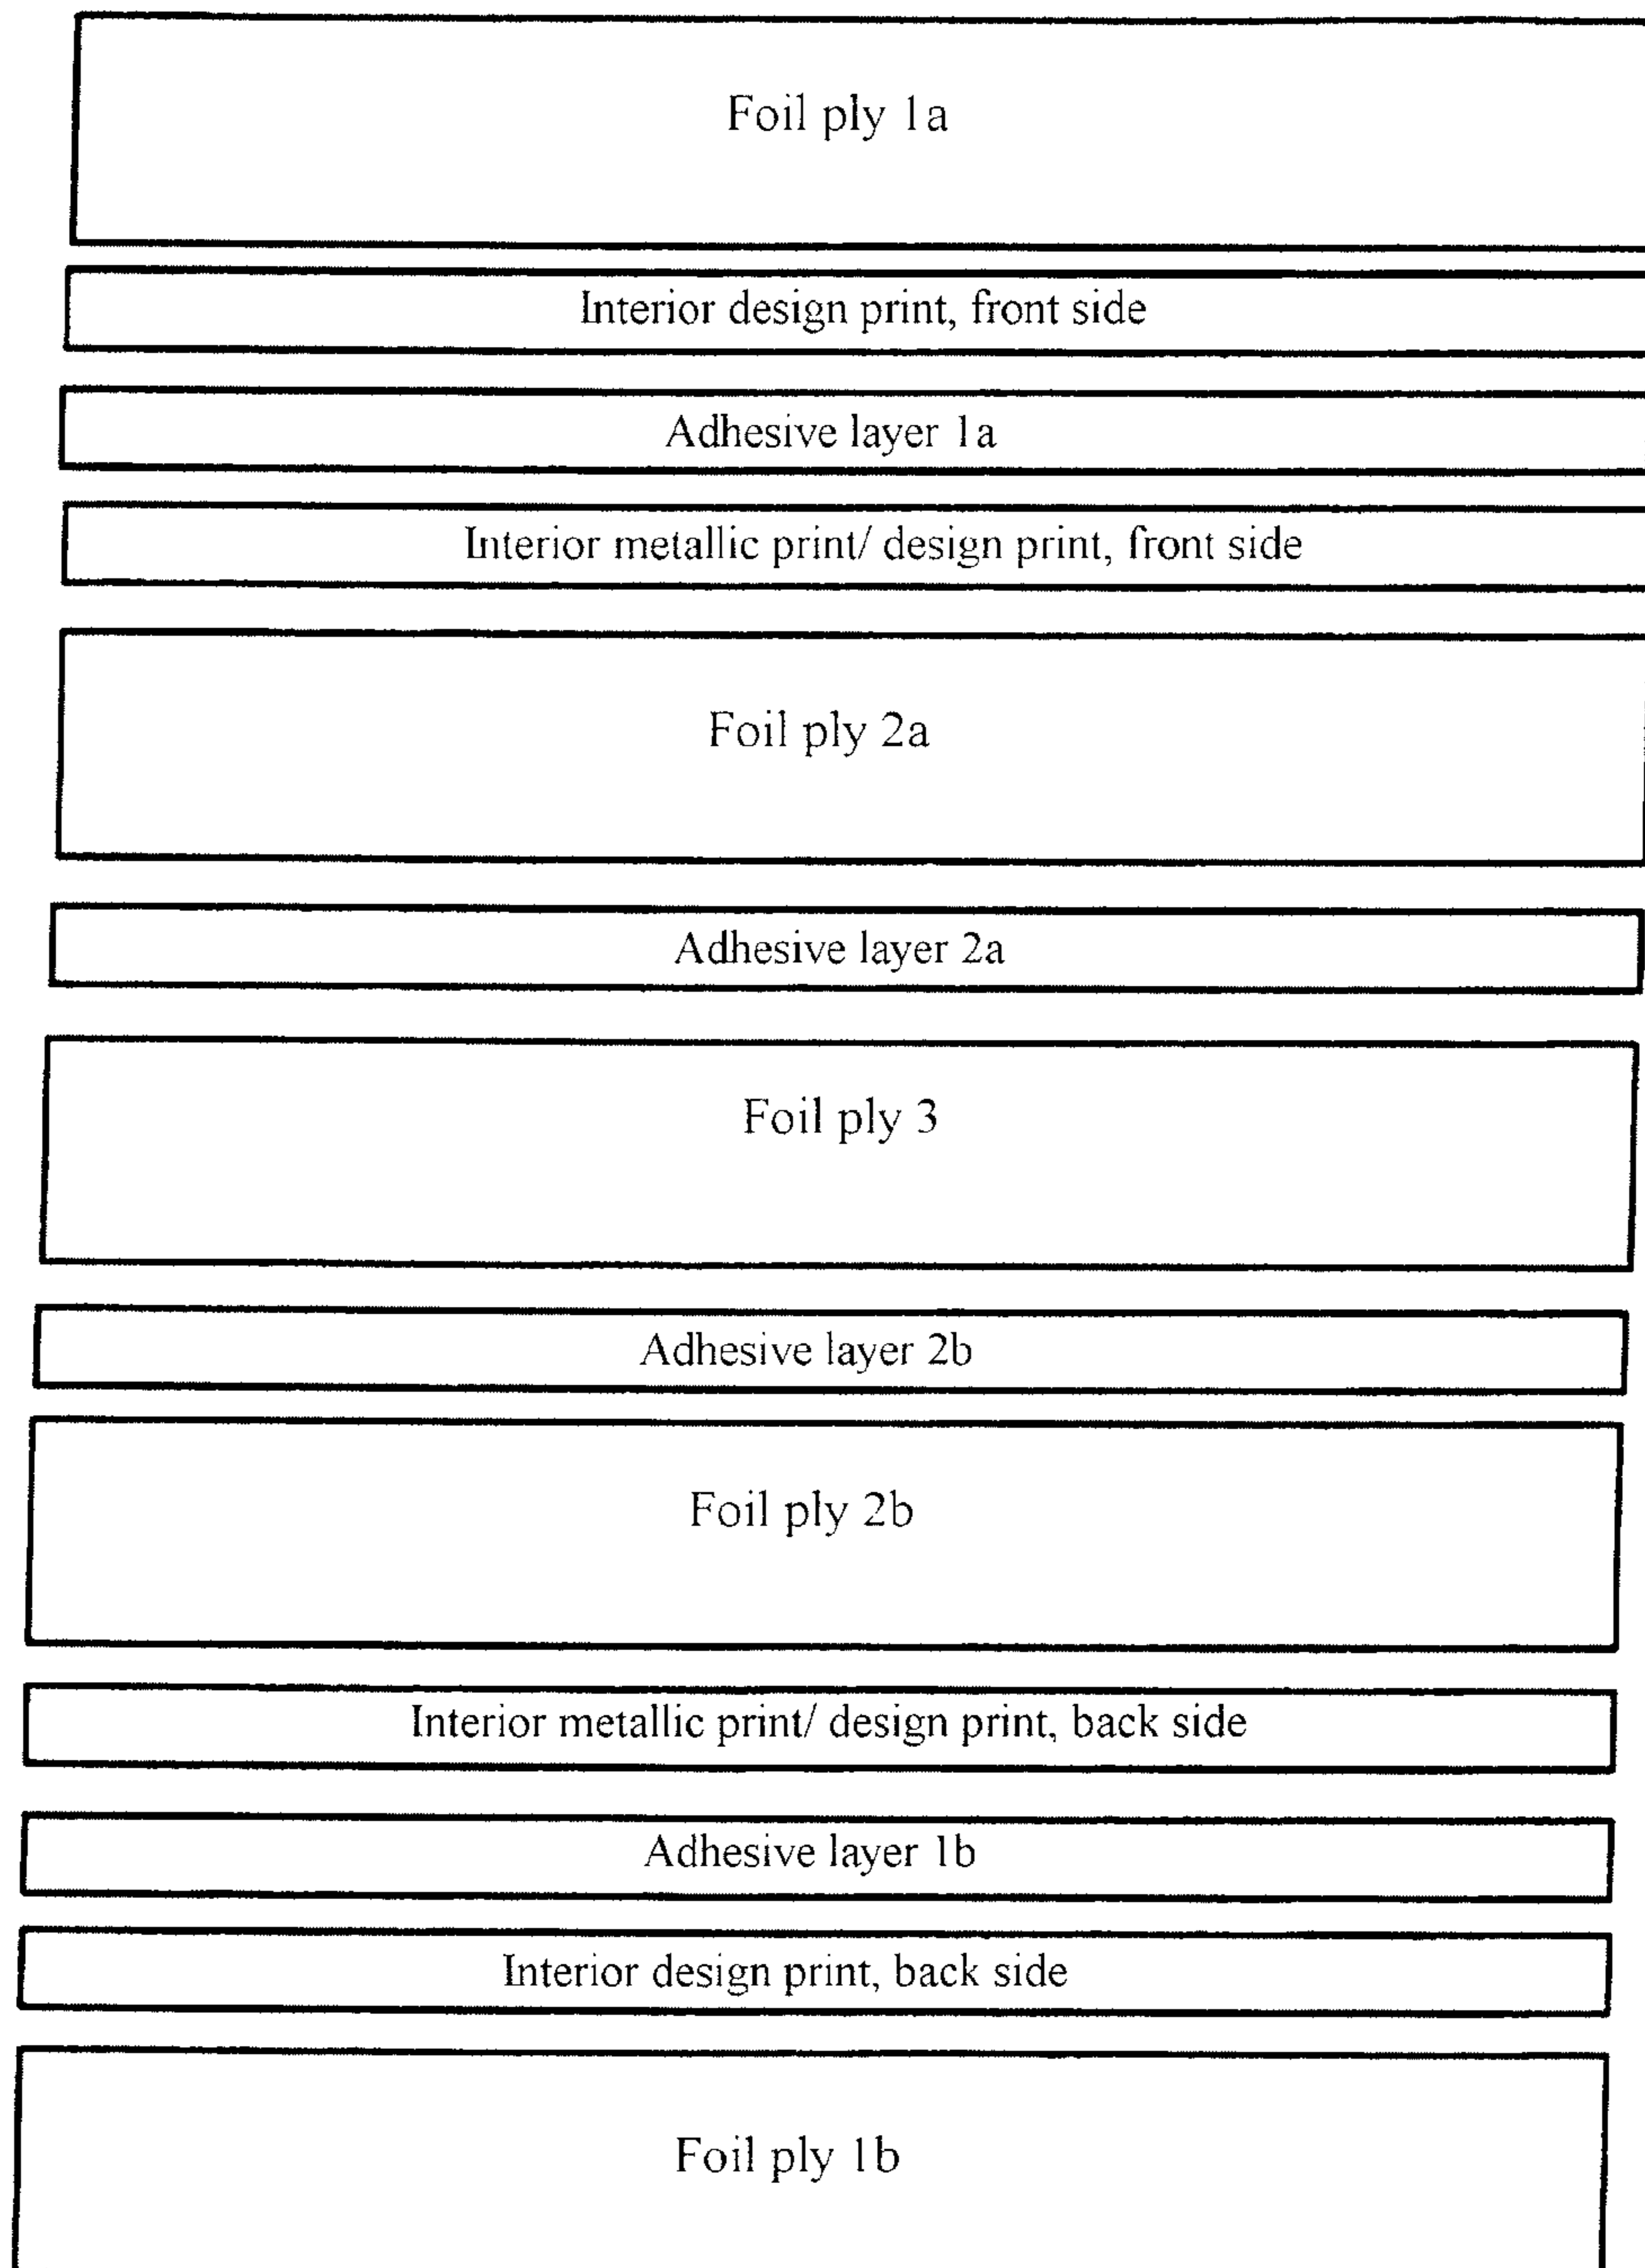 Foil ply 1a
Interior design print, front side
Adhesive layer 1a
Interior metallic print/ design print, front side
Foil ply 2a
Adhesive layer 2a
Foil ply 3
Adhesive layer 2b
Foil ply 2b
Interior metallic print/ design print, back side
Adhesive layer 1b
Interior design print, back side
Foil ply 1b